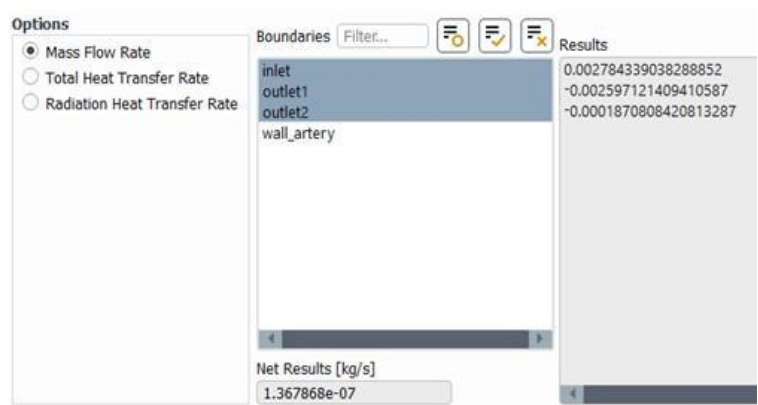 Options
Mass Flow Rate
Total Heat Transfer Rate
Radiation Heat Transfer Rate
Boundaries Filter...
inlet
outlet1
outlet2
wall_artery
Net Results [kg/s]
1.367868e-07
Results
0.002784339038288852
-0.002597121409410587
-0.0001870808420813287